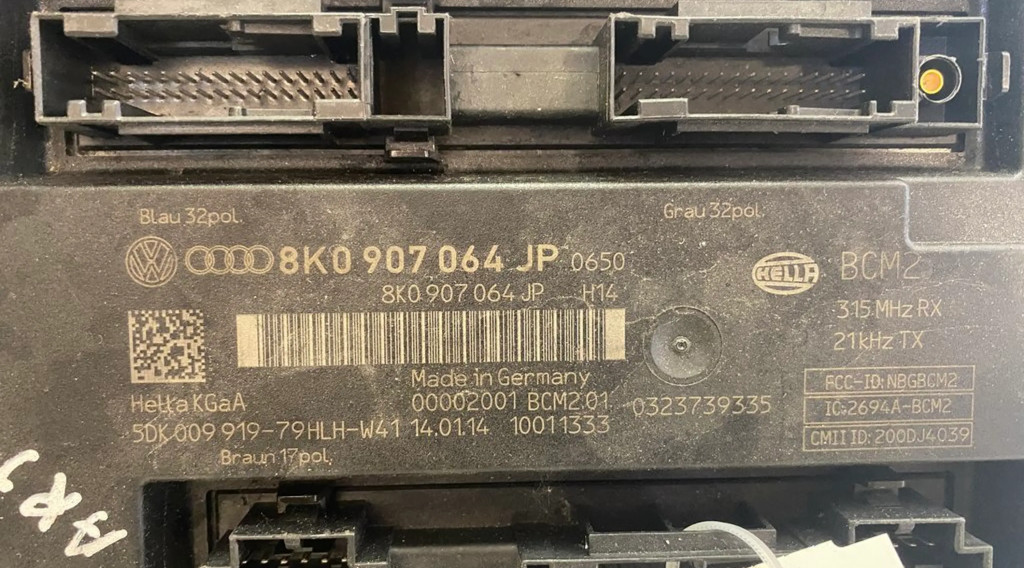 Blau 32pol.
Grau 32pol.
8K0 907 064 JP 0650
8K0 907 064 JP H14
HELLA
BCM2
315 MHz RX
21kHz TX
Made in Germany
Hella KGaA
00002001 BCM2 01 0323739335
5DK 009 919-79 HLH-W41 14.01.14 10011333
Braun 17pol.
FCC-ID: NBGBCM2
IC:2694A-BCM2
CMII ID: 200DJ4039